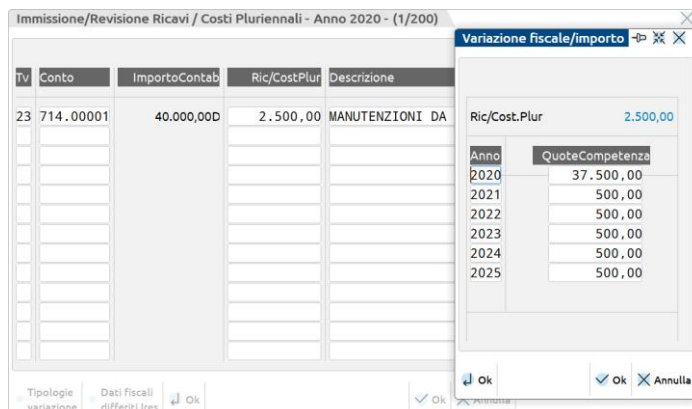 Immissione/Revisione Ricavi / Costi Pluriennali - Anno 2020 - (1/200)
Tv Conto ImportoContab Ric/CostPlur Descrizione
23 714.00001 40.000,00D 2.500,00 MANUTENZIONI DA
Tipologie variazione
Dati fiscali differiti Ires
Ok
Ok
Annulla
Variazione fiscale/importo
Ric/Cost.Plur 2.500,00
Anno QuoteCompetenza
2020 37.500,00
2021 500,00
2022 500,00
2023 500,00
2024 500,00
2025 500,00
Ok Ok Annulla